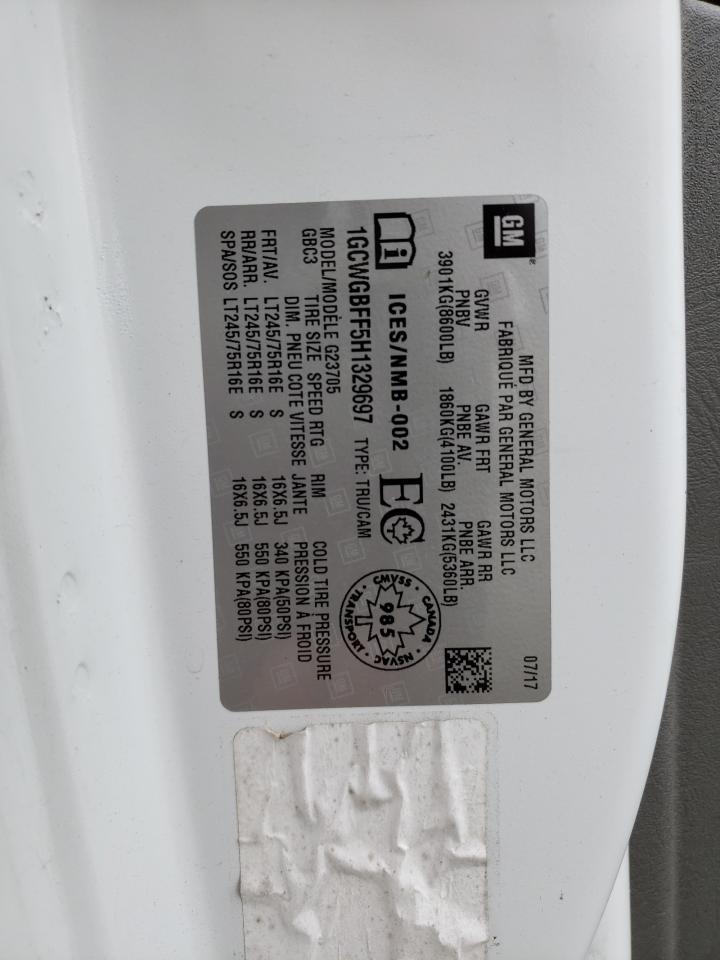 GM
MFD BY GENERAL MOTORS LLC 07/17
FABRIQUÉ PAR GENERAL MOTORS LLC
GVWR GAWR FRT GAWR RR
PNBV PNBE AV. PNBE ARR.
3901KG(8600LB) 1860KG(4100LB) 2431KG(5360LB)
ICES/NMB-002 EC
CMVSS · CANADA · NSVAC · TRANSPORT ·
985
1GCWGBFF5H1329697 TYPE: TRU/CAM
MODEL/MODÈLE G23705
GBC3 TIRE SIZE SPEED RTG RIM COLD TIRE PRESSURE
DIM. PNEU COTE VITESSE JANTE PRESSION À FROID
FRT/AV. LT245/75R16E S 16X6.5J 340 KPA(50PSI)
RR/ARR. LT245/75R16E S 16X6.5J 550 KPA(80PSI)
SPA/SOS LT245/75R16E S 16X6.5J 550 KPA(80PSI)